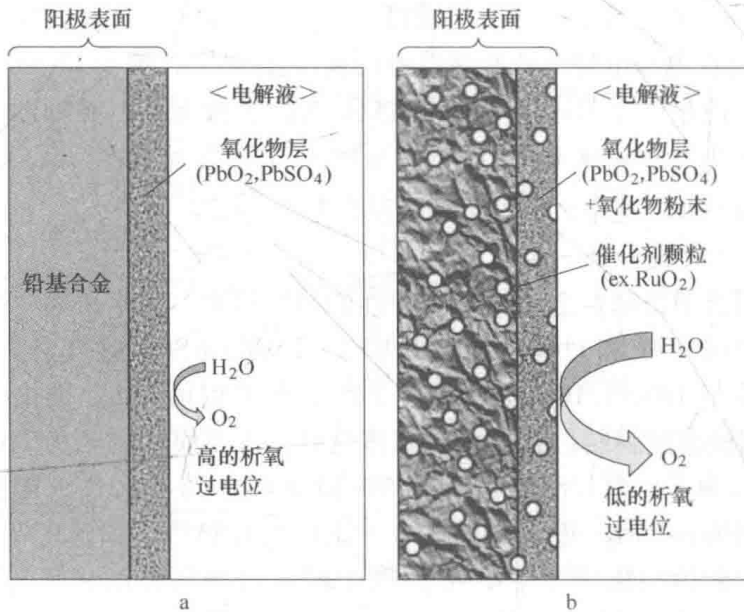 阳极表面
<电解液>
氧化物层
(PbO₂,PbSO₄)
铅基合金
H₂O
O₂
高的析氧
过电位
a
阳极表面
<电解液>
氧化物层
(PbO₂,PbSO₄)
+氧化物粉末
催化剂颗粒
(ex.RuO₂)
H₂O
O₂
低的析氧
过电位
b